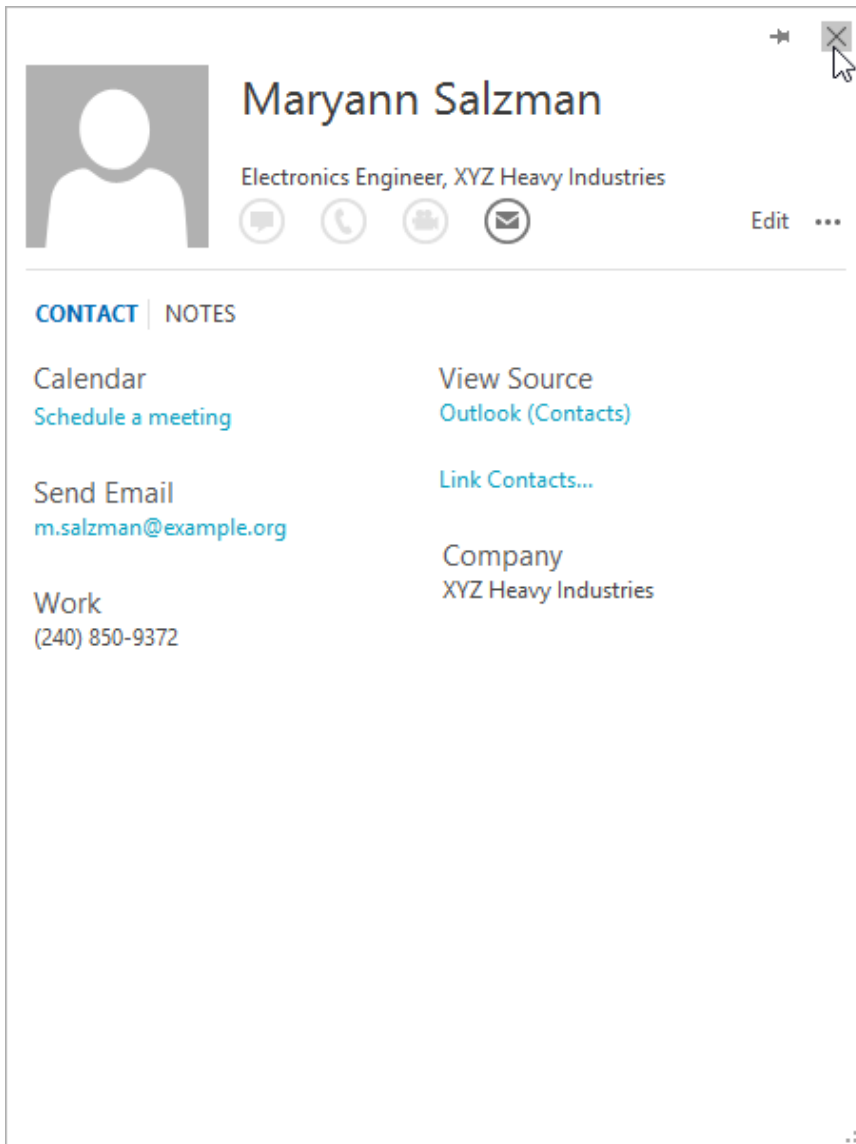 Maryann Salzman
Electronics Engineer, XYZ Heavy Industries
Edit
CONTACT NOTES
Calendar
Schedule a meeting
Send Email
m.salzman@example.org
Work
(240) 850-9372
View Source
Outlook (Contacts)
Link Contacts...
Company
XYZ Heavy Industries